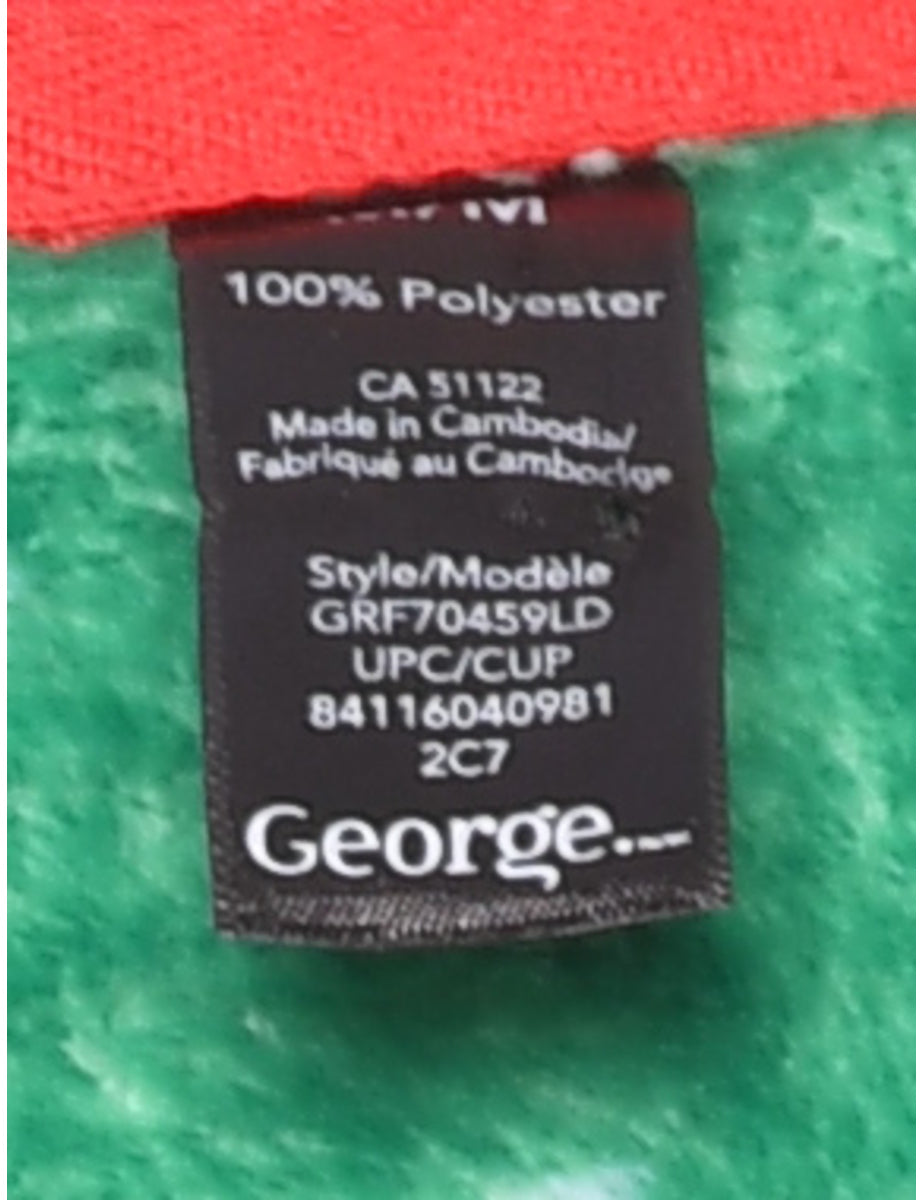 100% Polyester
CA 51122
Made in Cambodia/
Fabriqué au Cambodge
Style/Modèle
GRF70459LD
UPC/CUP
84116040981
2C7
George